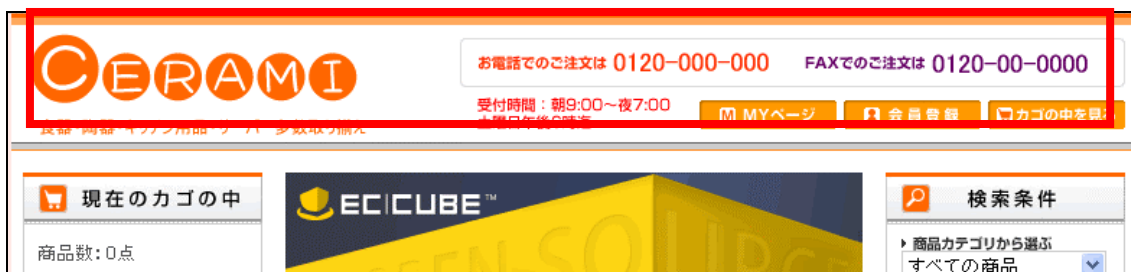 CERAMI
お電話でのご注文は 0120-000-000 FAXでのご注文は 0120-00-0000
受付時間：朝9:00～夜7:00
MYページ 会員登録 カゴの中を見る
現在のカゴの中
EC CUBE™
検索条件
商品数:0点
商品カテゴリから選ぶ
すべての商品